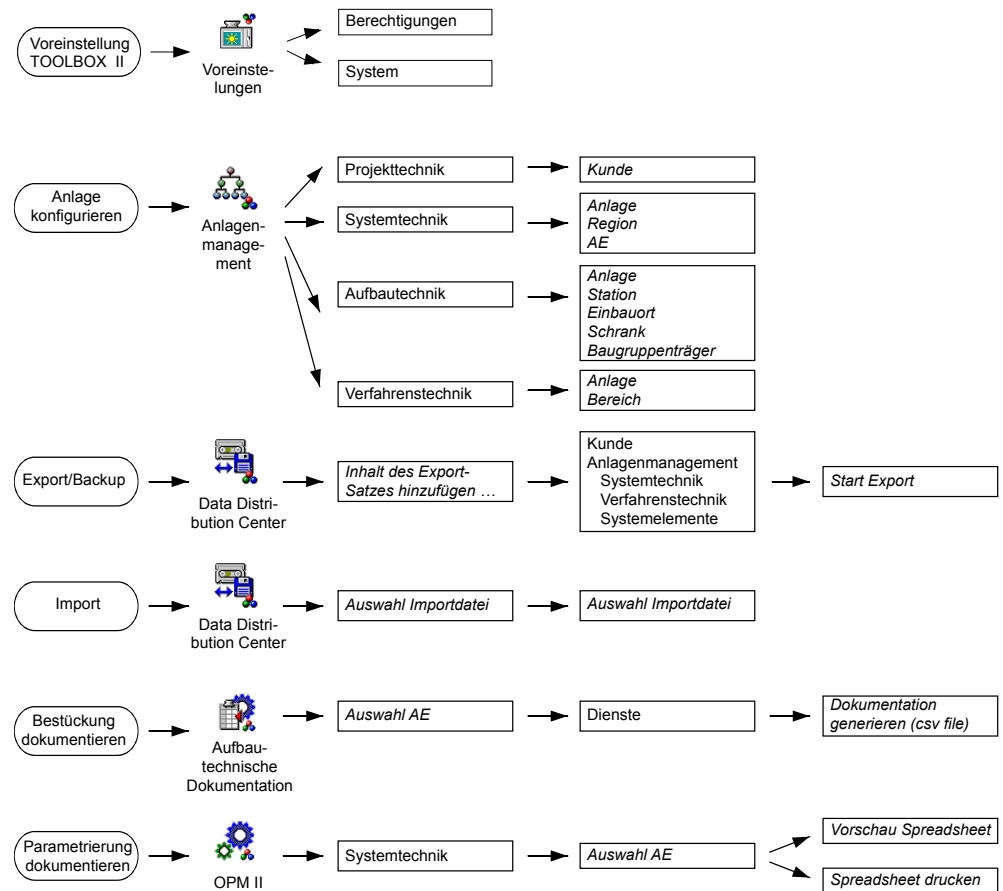 Voreinstellung
TOOLBOX II
Voreinste-
lungen
Berechtigungen
System
Anlage
konfigurieren
Anlagen-
manage-
ment
Projekttechnik
Kunde
Systemtechnik
Anlage
Region
AE
Aufbautechnik
Anlage
Station
Einbauort
Schrank
Baugruppenträger
Verfahrenstechnik
Anlage
Bereich
Export/Backup
Data Distri-
bution Center
Inhalt des Export-
Satzes hinzufügen …
Kunde
Anlagenmanagement
Systemtechnik
Verfahrenstechnik
Systemelemente
Start Export
Import
Data Distri-
bution Center
Auswahl Importdatei
Auswahl Importdatei
Bestückung
dokumentieren
Aufbau-
technische
Dokumentation
Auswahl AE
Dienste
Dokumentation
generieren (csv file)
Parametrierung
dokumentieren
OPM II
Systemtechnik
Auswahl AE
Vorschau Spreadsheet
Spreadsheet drucken